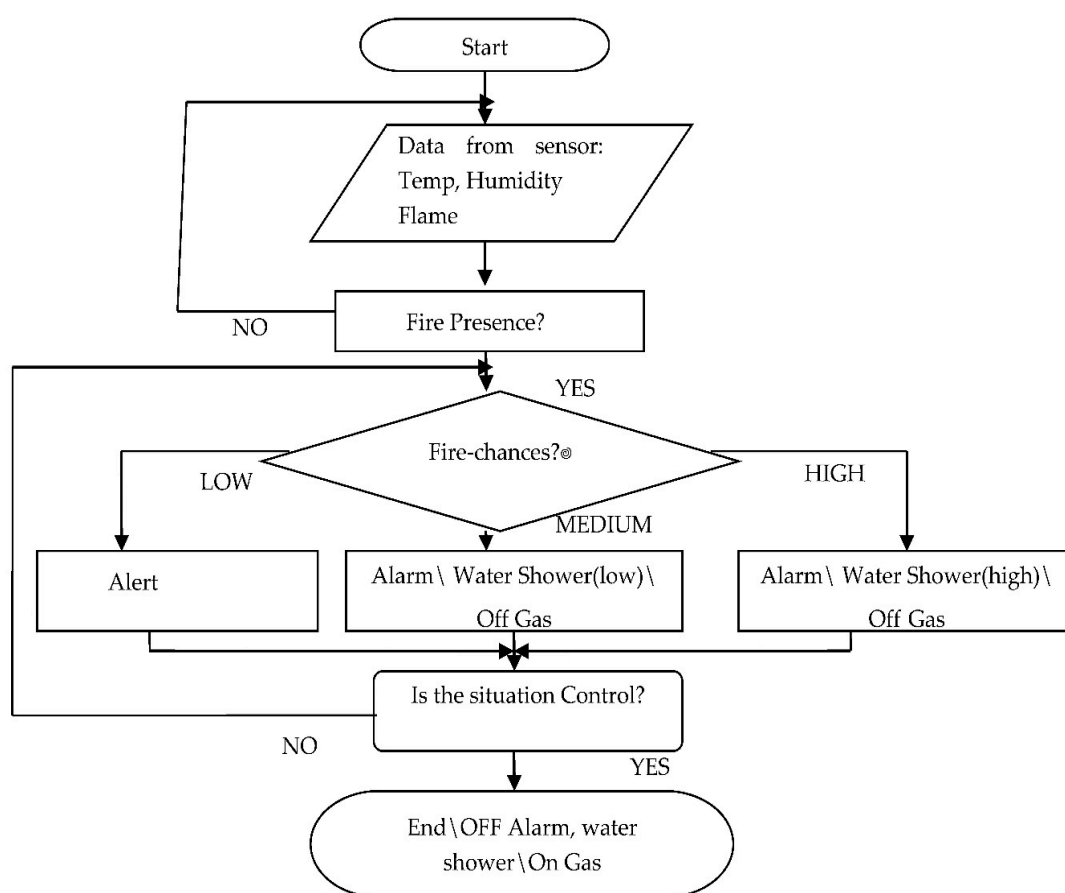 Start
Data from sensor:
Temp, Humidity
Flame
Fire Presence?
NO
YES
Fire-chances?
LOW
HIGH
MEDIUM
Alert
Alarm\ Water Shower(low)\
Off Gas
Alarm\ Water Shower(high)\
Off Gas
Is the situation Control?
NO
YES
End\OFF Alarm, water
shower\On Gas